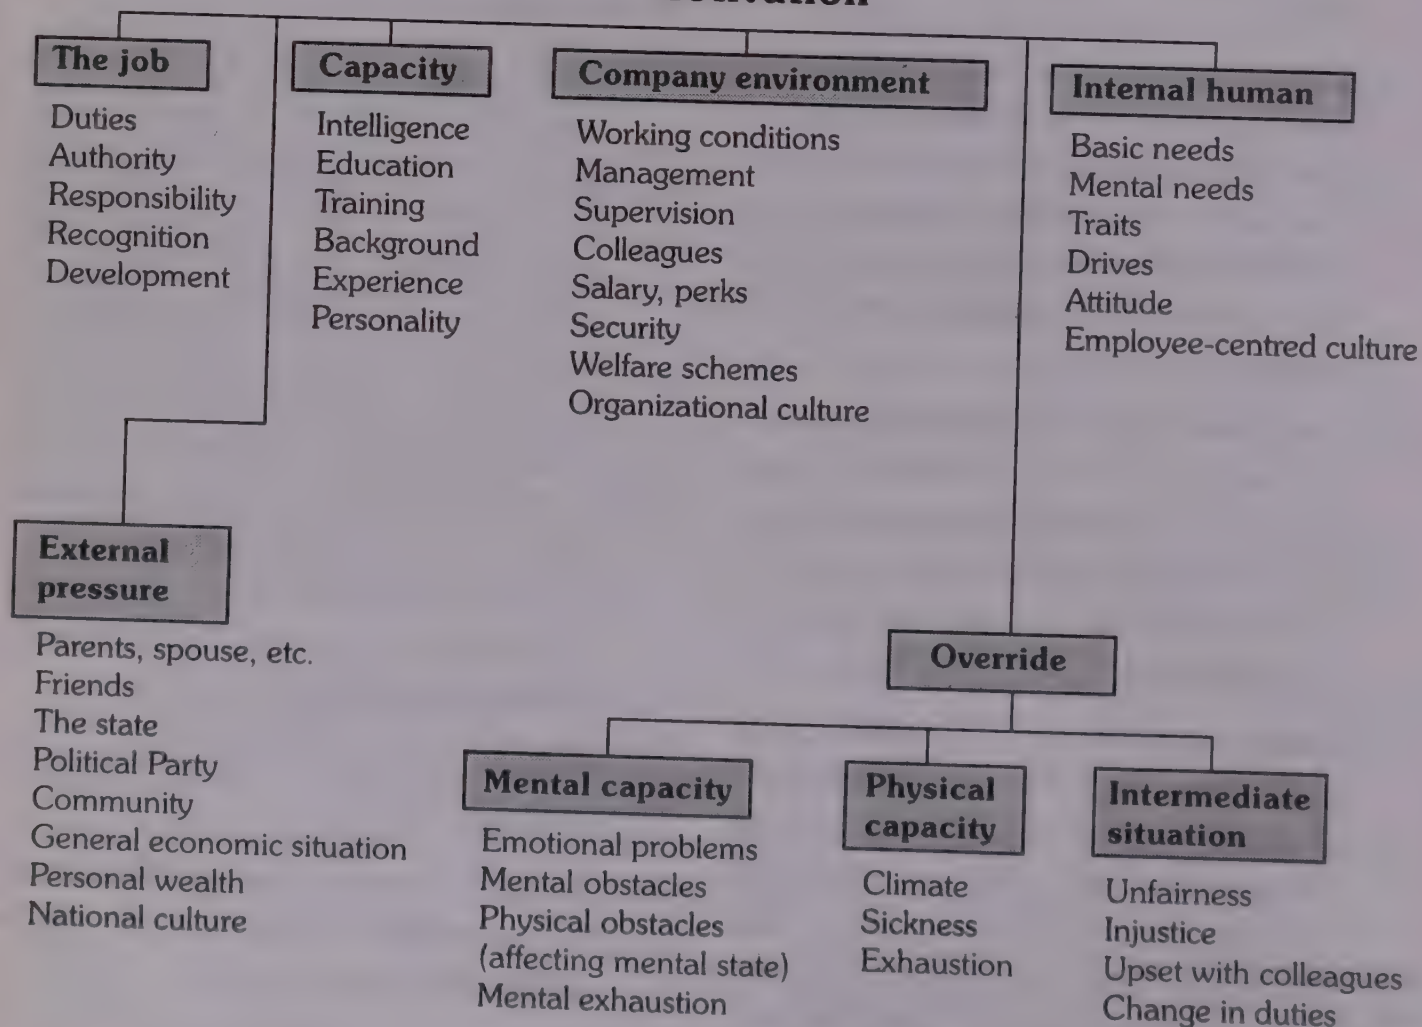 The job
Duties
Authority
Responsibility
Recognition
Development
Capacity
Intelligence
Education
Training
Background
Experience
Personality
Company environment
Working conditions
Management
Supervision
Colleagues
Salary, perks
Security
Welfare schemes
Organizational culture
Internal human
Basic needs
Mental needs
Traits
Drives
Attitude
Employee-centred culture
External
pressure
Parents, spouse, etc.
Friends
The state
Political Party
Community
General economic situation
Personal wealth
National culture
Override
Mental capacity
Emotional problems
Mental obstacles
Physical obstacles
(affecting mental state)
Mental exhaustion
Physical
capacity
Climate
Sickness
Exhaustion
Intermediate
situation
Unfairness
Injustice
Upset with colleagues
Change in duties